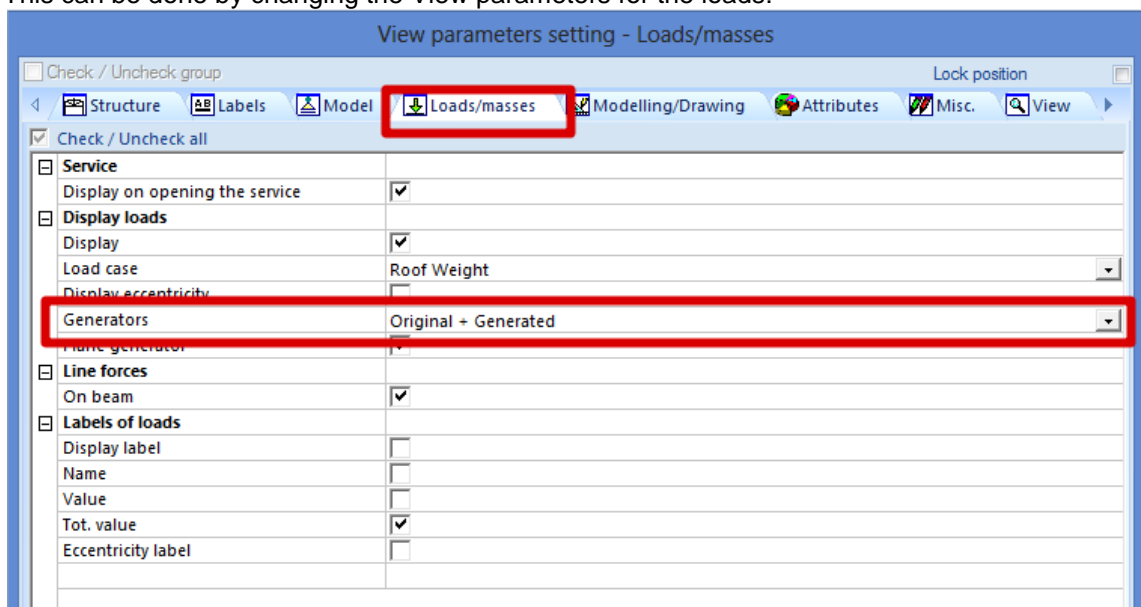 This can be done by changing the View parameters for the loads:
View parameters setting - Loads/masses
Check / Uncheck group Lock position
Structure Labels Model Loads/masses Modelling/Drawing Attributes Misc. View
Check / Uncheck all
Service
Display on opening the service
Display loads
Display
Load case Roof Weight
Display eccentricity
Generators Original + Generated
Plane generator
Line forces
On beam
Labels of loads
Display label
Name
Value
Tot. value
Eccentricity label